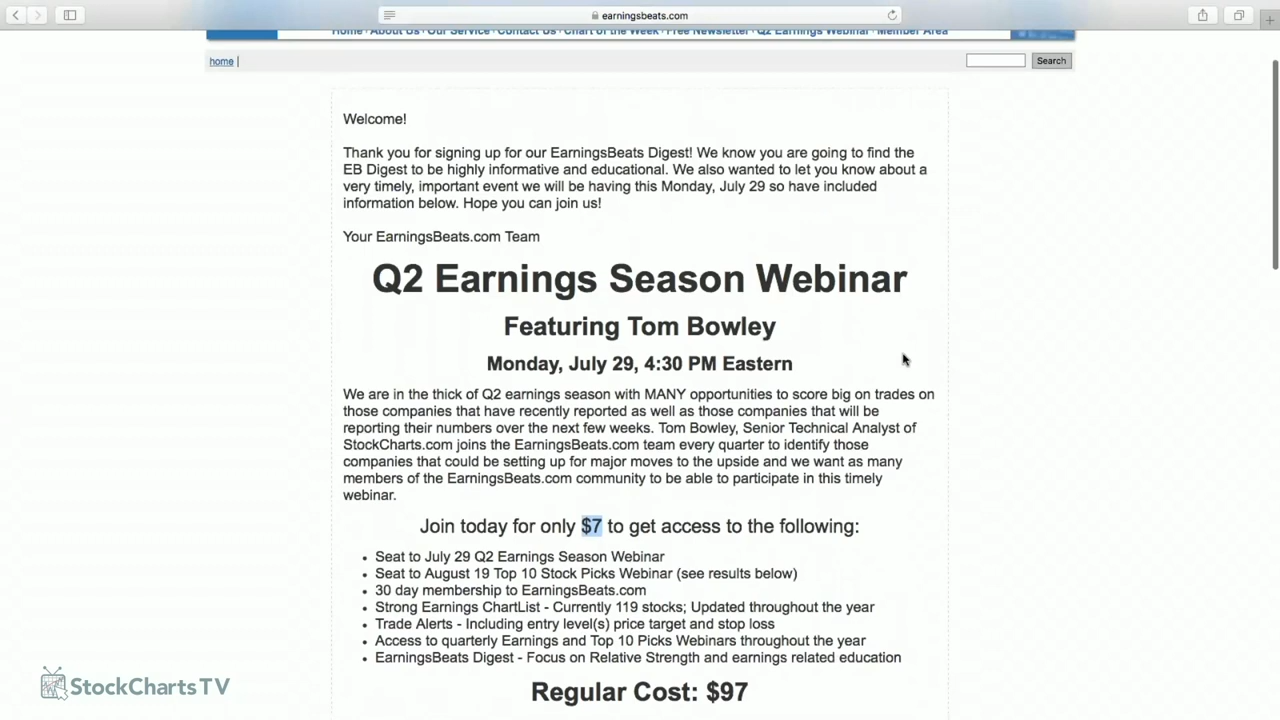 earningsbeats.com
Home · About Us · Our Service · Contact Us · Chart of the Week · Free Newsletter · Q2 Earnings Webinar · Member Area
home |
Search
Welcome!
Thank you for signing up for our EarningsBeats Digest! We know you are going to find the
EB Digest to be highly informative and educational. We also wanted to let you know about a
very timely, important event we will be having this Monday, July 29 so have included
information below. Hope you can join us!
Your EarningsBeats.com Team
Q2 Earnings Season Webinar
Featuring Tom Bowley
Monday, July 29, 4:30 PM Eastern
We are in the thick of Q2 earnings season with MANY opportunities to score big on trades on
those companies that have recently reported as well as those companies that will be
reporting their numbers over the next few weeks. Tom Bowley, Senior Technical Analyst of
StockCharts.com joins the EarningsBeats.com team every quarter to identify those
companies that could be setting up for major moves to the upside and we want as many
members of the EarningsBeats.com community to be able to participate in this timely
webinar.
Join today for only $7 to get access to the following:
• Seat to July 29 Q2 Earnings Season Webinar
• Seat to August 19 Top 10 Stock Picks Webinar (see results below)
• 30 day membership to EarningsBeats.com
• Strong Earnings ChartList - Currently 119 stocks; Updated throughout the year
• Trade Alerts - Including entry level(s) price target and stop loss
• Access to quarterly Earnings and Top 10 Picks Webinars throughout the year
• EarningsBeats Digest - Focus on Relative Strength and earnings related education
StockChartsTV
Regular Cost: $97